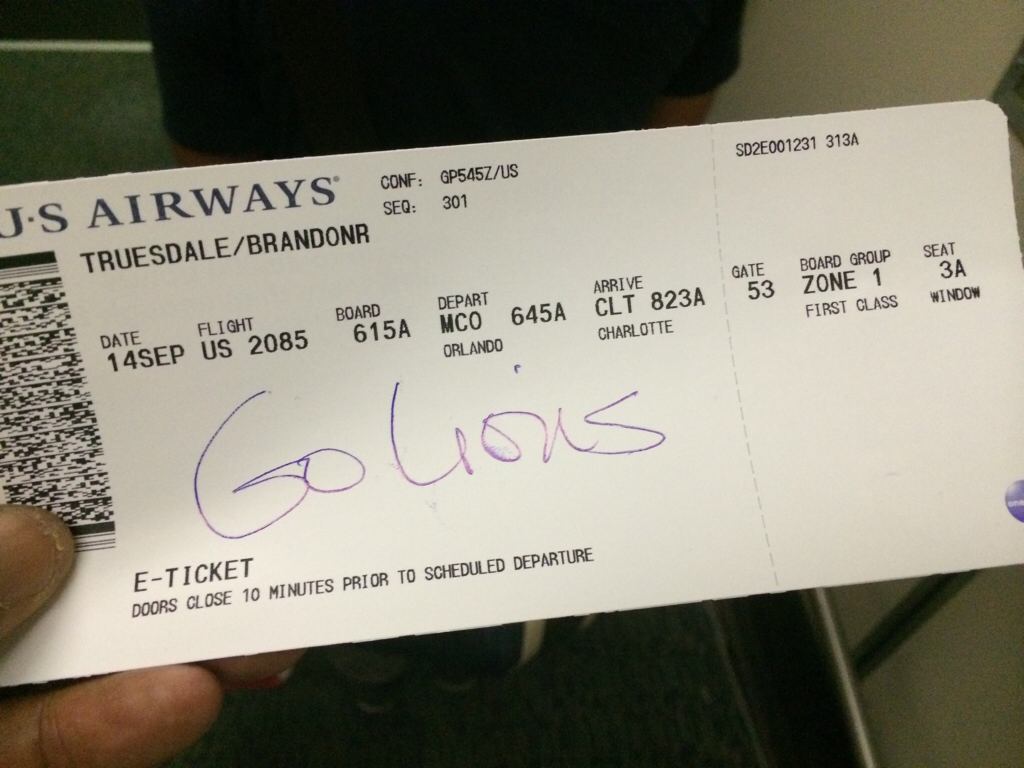 U·S AIRWAYS
CONF: GP545Z/US
SEQ: 301
SD2E001231 313A
TRUESDALE/BRANDONR
DATE FLIGHT BOARD DEPART ARRIVE GATE BOARD GROUP SEAT
14SEP US 2085 615A MCO 645A CLT 823A 53 ZONE 1 3A
ORLANDO CHARLOTTE FIRST CLASS WINDOW
Go Lions
E-TICKET
DOORS CLOSE 10 MINUTES PRIOR TO SCHEDULED DEPARTURE